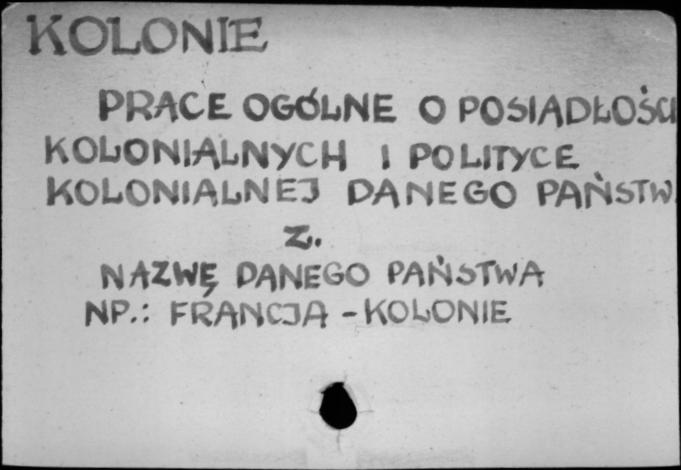 KOLONIE
PRACE OGÓLNE O POSIADŁOŚCI
KOLONIALNYCH I POLITYCE
KOLONIALNEJ DANEGO PAŃSTW
Z.
NAZWĘ DANEGO PAŃSTWA
NP.: FRANCJA - KOLONIE